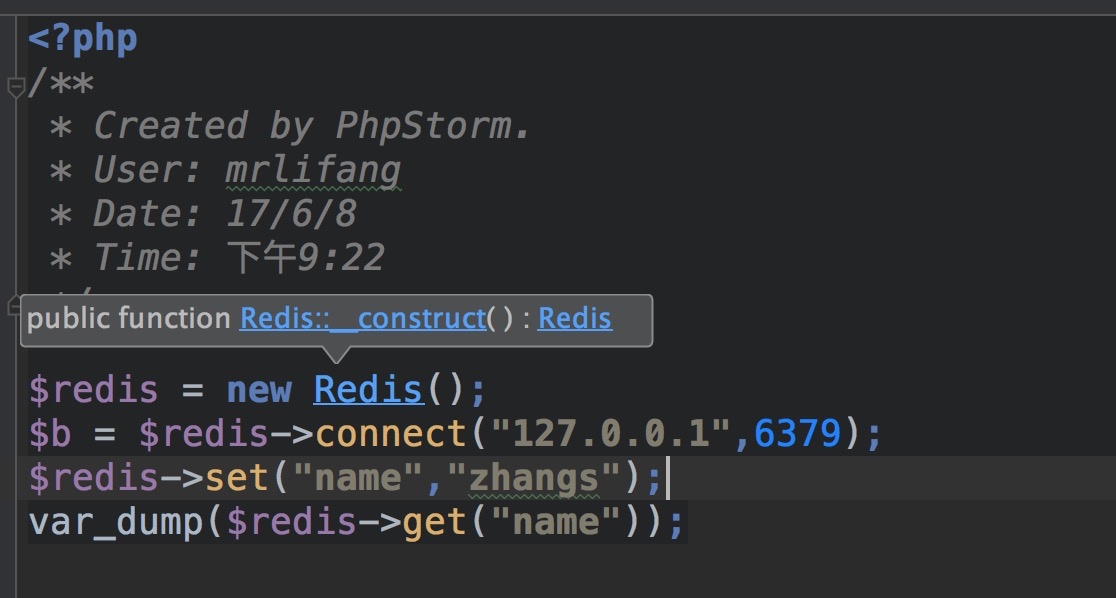 <?php
/**
 * Created by PhpStorm.
 * User: mrlifang
 * Date: 17/6/8
 * Time: 下午9:22
public function Redis::__construct() : Redis
$redis = new Redis();
$b = $redis->connect("127.0.0.1",6379);
$redis->set("name","zhangs");
var_dump($redis->get("name"));